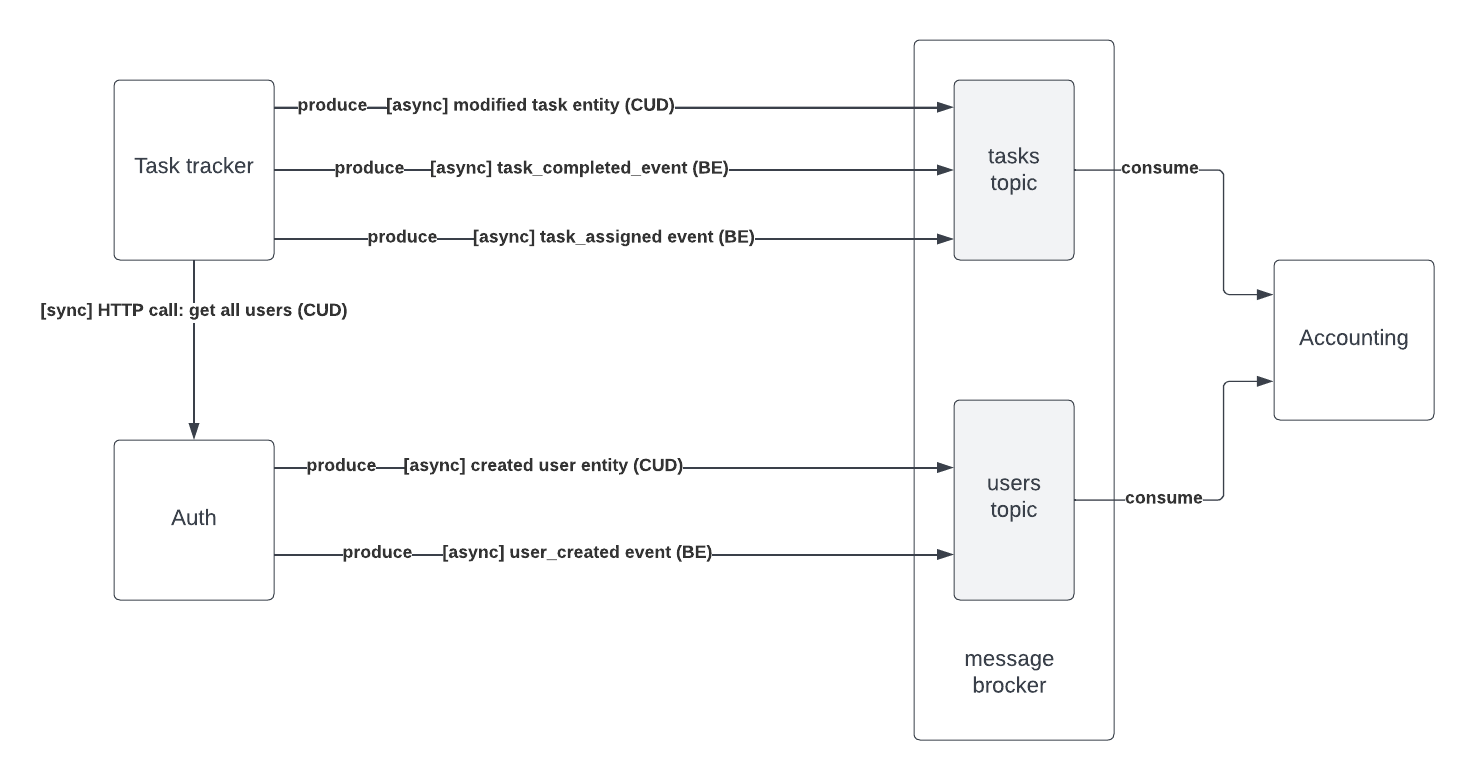 produce
[async] modified task entity (CUD)
Task tracker
produce
[async] task_completed_event (BE)
tasks
topic
consume
produce
[async] task_assigned event (BE)
[sync] HTTP call: get all users (CUD)
Accounting
Auth
produce
[async] created user entity (CUD)
users
topic
consume
produce
[async] user_created event (BE)
message
brocker